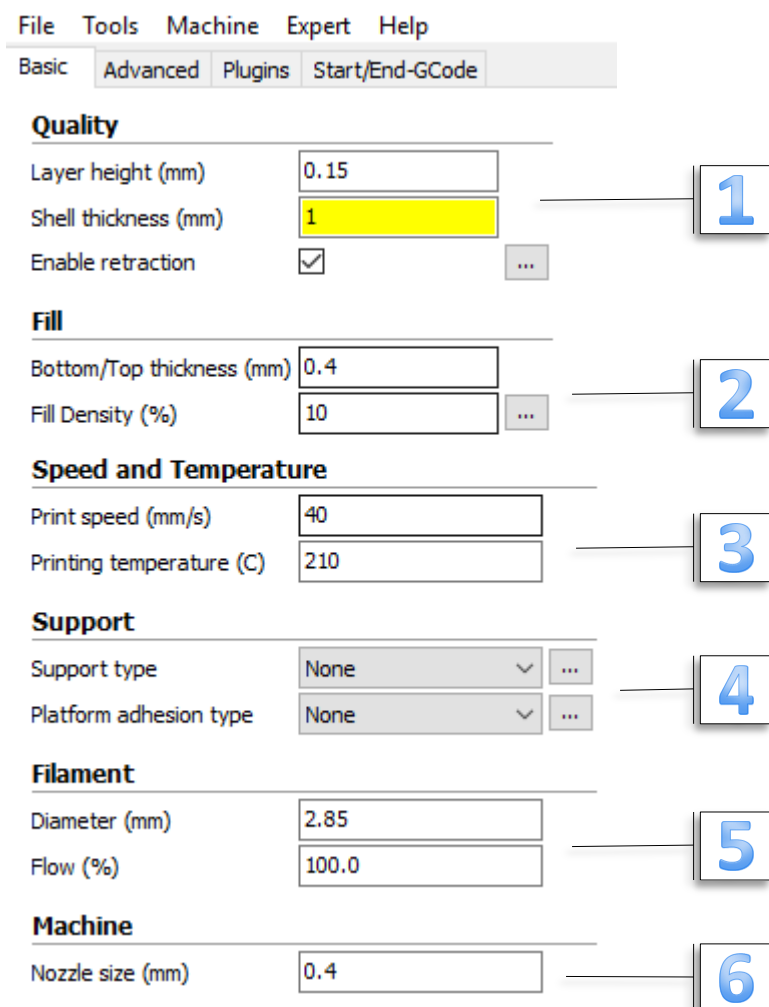 File Tools Machine Expert Help
Basic Advanced Plugins Start/End-GCode
Quality
Layer height (mm) 0.15
1
Shell thickness (mm) 1
Enable retraction ...
Fill
Bottom/Top thickness (mm) 0.4
2
Fill Density (%) 10 ...
Speed and Temperature
Print speed (mm/s) 40
3
Printing temperature (C) 210
Support
Support type None ...
4
Platform adhesion type None ...
Filament
Diameter (mm) 2.85
5
Flow (%) 100.0
Machine
Nozzle size (mm) 0.4
6